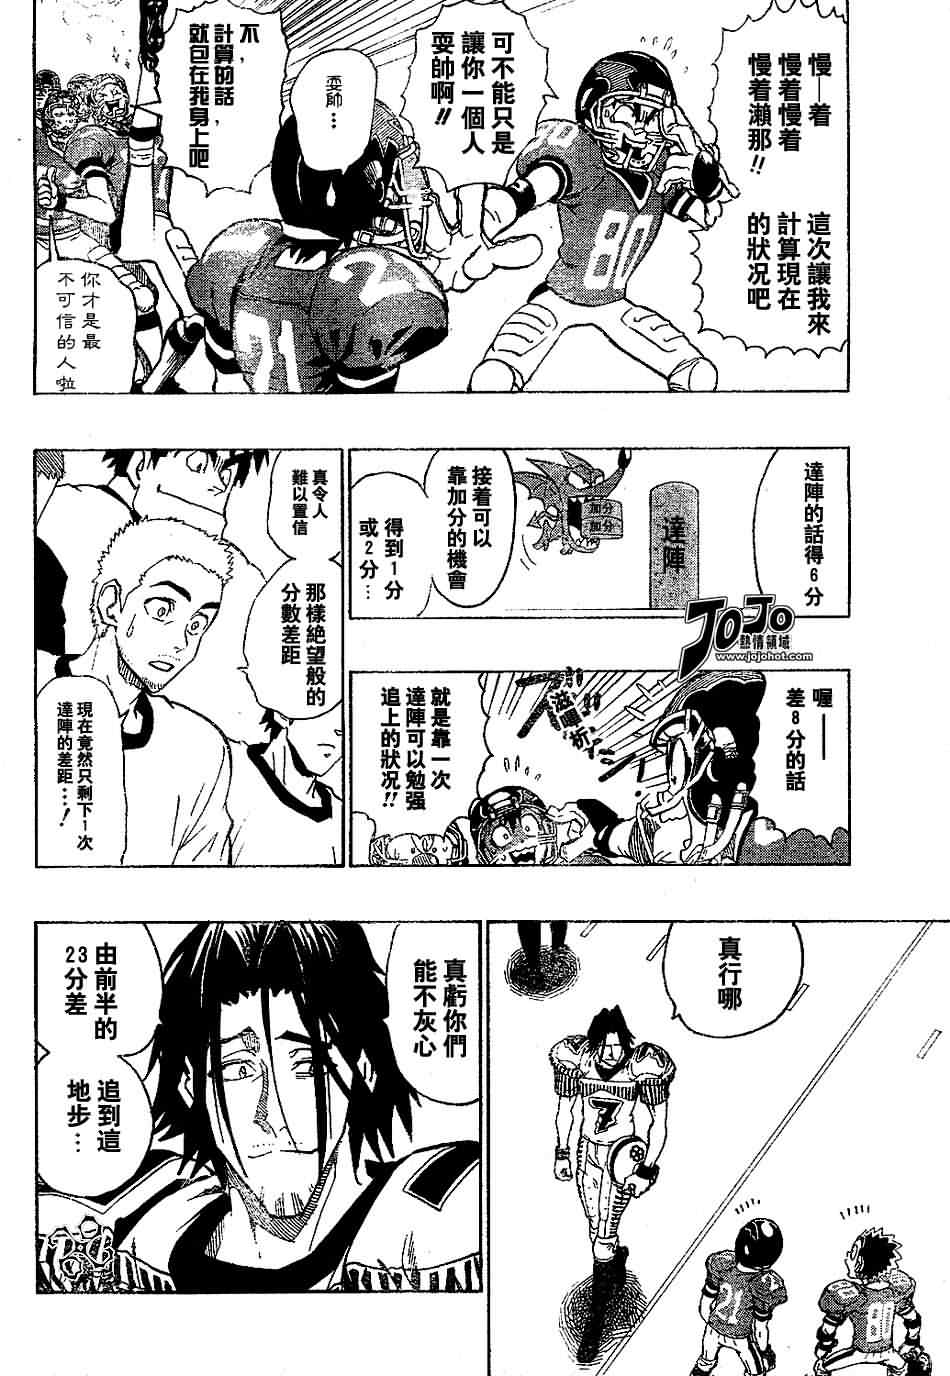 慢—着
慢着慢着
慢着瀨那!!
這次讓我來
計算現在
的狀況吧
可不能只是
讓你一個人
耍帥啊!!
耍帥…
不,
計算的話,
就包在我身上吧
你才是最
不可信的人啦
80
21
達陣的話得6分
達陣
加分
加分
接着可以
靠加分的機會
得到1分
或2分…
JOJO
熱情領域
www.jojohot.com
喔——
差8分的話
滋嗶析
就是靠一次
達陣可以勉强
追上的狀況!!
真令人
難以置信
那樣絕望般的
分數差距
現在竟然只剩下1次
達陣的差距…!
真行哪
7
21
80
真虧你們
能不灰心
由前半的
23分差
追到這
地步…